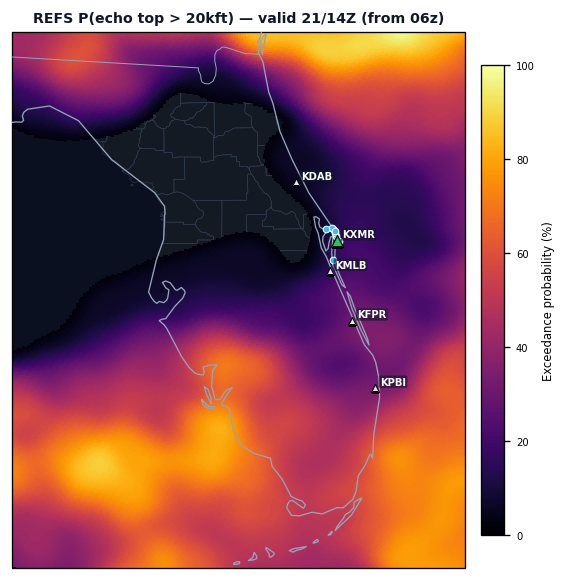 REFS P(echo top > 20kft) — valid 21/14Z (from 06z)
100
80
60
40
20
0
Exceedance probability (%)
KDAB
KXMR
KMLB
KFPR
KPBI